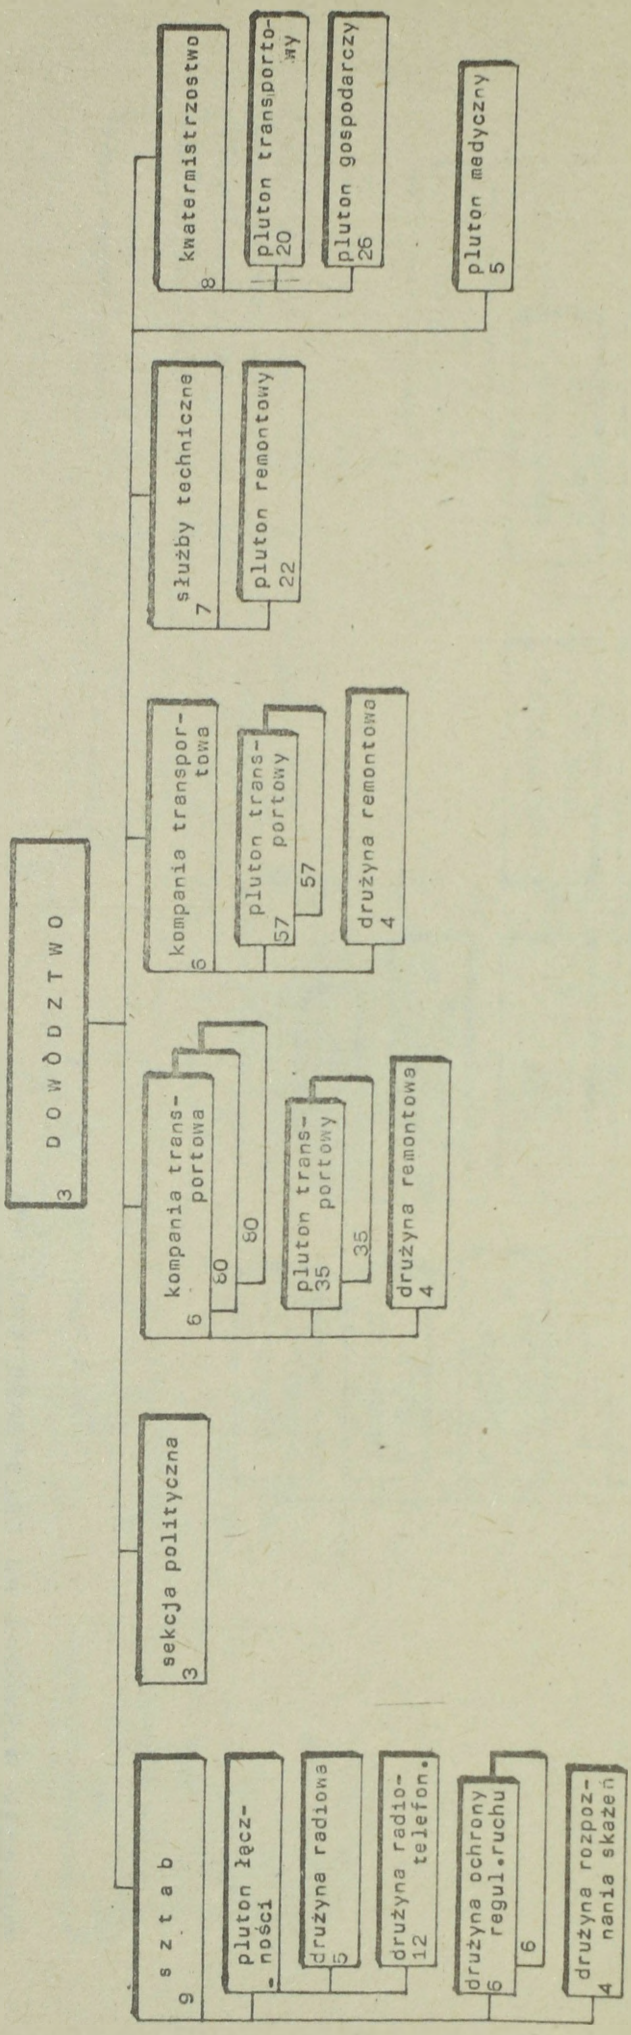 D O W Ò D Z T W O
3
s z t a b
9
pluton łącz-
- ności
drużyna radiowa
5
drużyna radio-
12 telefon.
drużyna ochrony
6 regul.ruchu
6
drużyna rozpoz-
4 nania skażeń
sekcja polityczna
3
kompania trans-
portowa
6
80
80
pluton trans-
35 portowy
35
drużyna remontowa
4
kompania transpor-
towa
6
pluton trans-
portowy
57
57
drużyna remontowa
4
służby techniczne
7
pluton remontowy
22
kwatermistrzostwo
8
pluton transporto-
20 wy
pluton gospodarczy
26
pluton medyczny
5